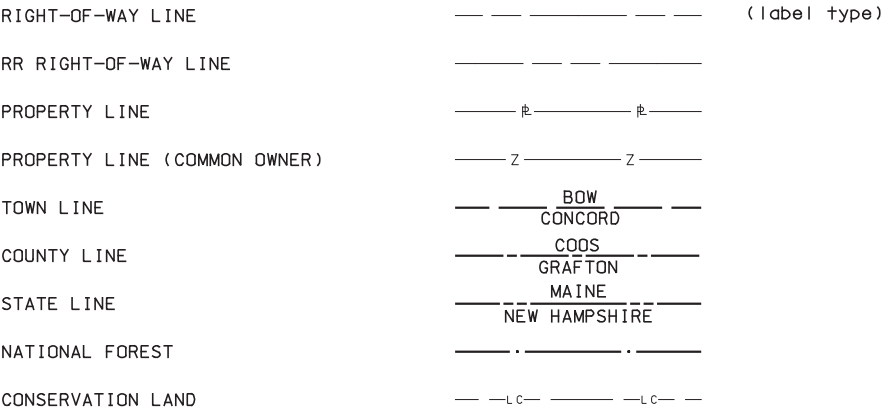 RIGHT-OF-WAY LINE (label type)
RR RIGHT-OF-WAY LINE
PROPERTY LINE ⅊ ⅊
PROPERTY LINE (COMMON OWNER) Z Z
TOWN LINE BOW
CONCORD
COUNTY LINE COOS
GRAFTON
STATE LINE MAINE
NEW HAMPSHIRE
NATIONAL FOREST
CONSERVATION LAND LC LC